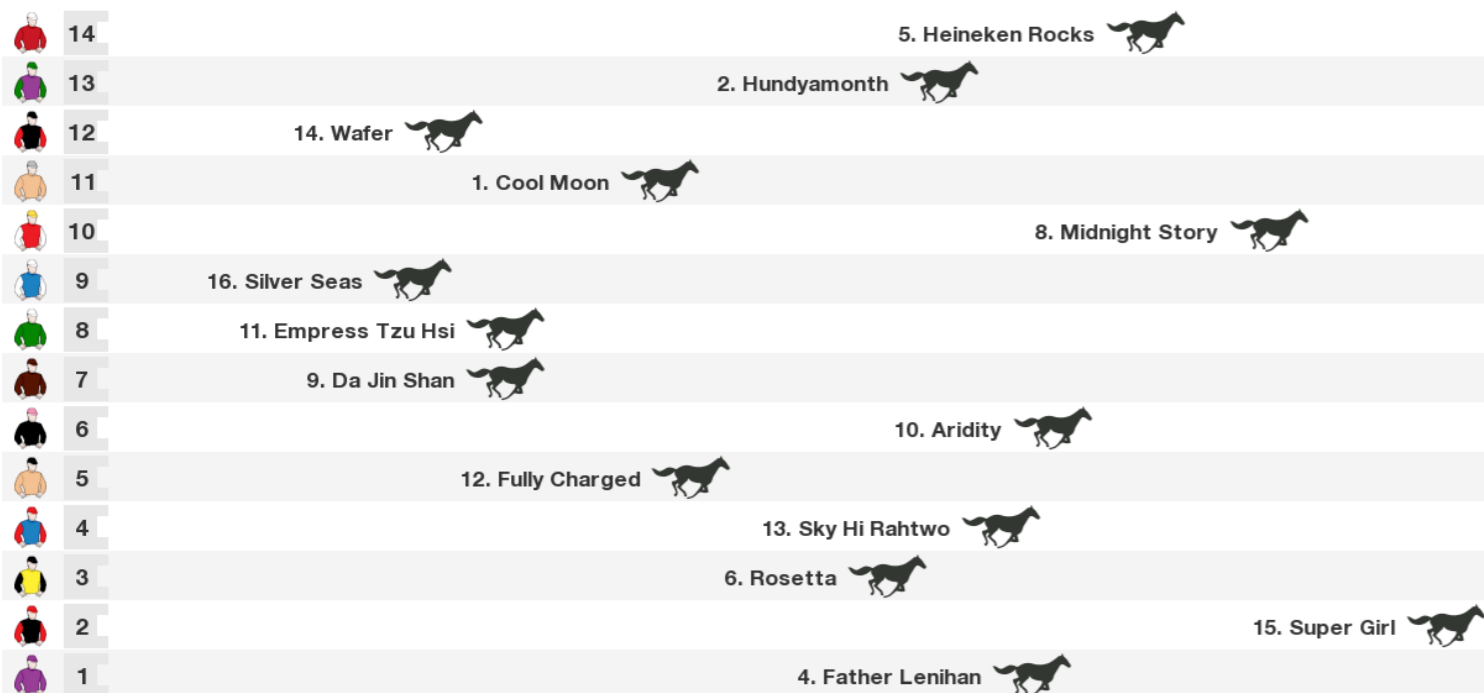 14 5. Heineken Rocks
13 2. Hundyamonth
12 14. Wafer
11 1. Cool Moon
10 8. Midnight Story
9 16. Silver Seas
8 11. Empress Tzu Hsi
7 9. Da Jin Shan
6 10. Aridity
5 12. Fully Charged
4 13. Sky Hi Rahtwo
3 6. Rosetta
2 15. Super Girl
1 4. Father Lenihan